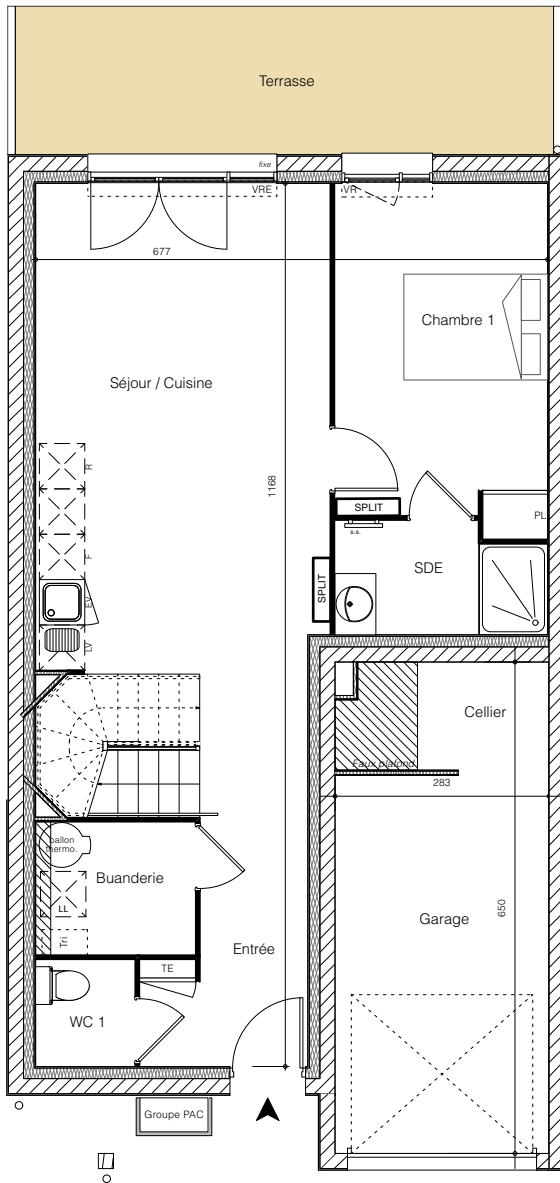 Terrasse
fixe
VRE
VR
677
Chambre 1
Séjour / Cuisine
R
1168
SPLIT
s.s.
PL
F
SDE
SPLIT
EV
LV
Cellier
Faux plafond
283
ballon
thermo.
Buanderie
LL
Tri
Garage
650
Entrée
TE
WC 1
Groupe PAC